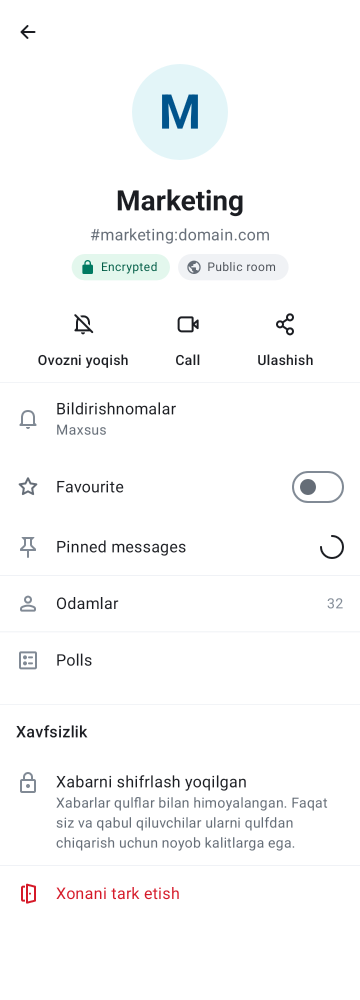 M
Marketing
#marketing:domain.com
Encrypted
Public room
Ovozni yoqish
Call
Ulashish
Bildirishnomalar
Maxsus
Favourite
Pinned messages
Odamlar
32
Polls
Xavfsizlik
Xabarni shifrlash yoqilgan
Xabarlar qulflar bilan himoyalangan. Faqat
siz va qabul qiluvchilar ularni qulfdan
chiqarish uchun noyob kalitlarga ega.
Xonani tark etish